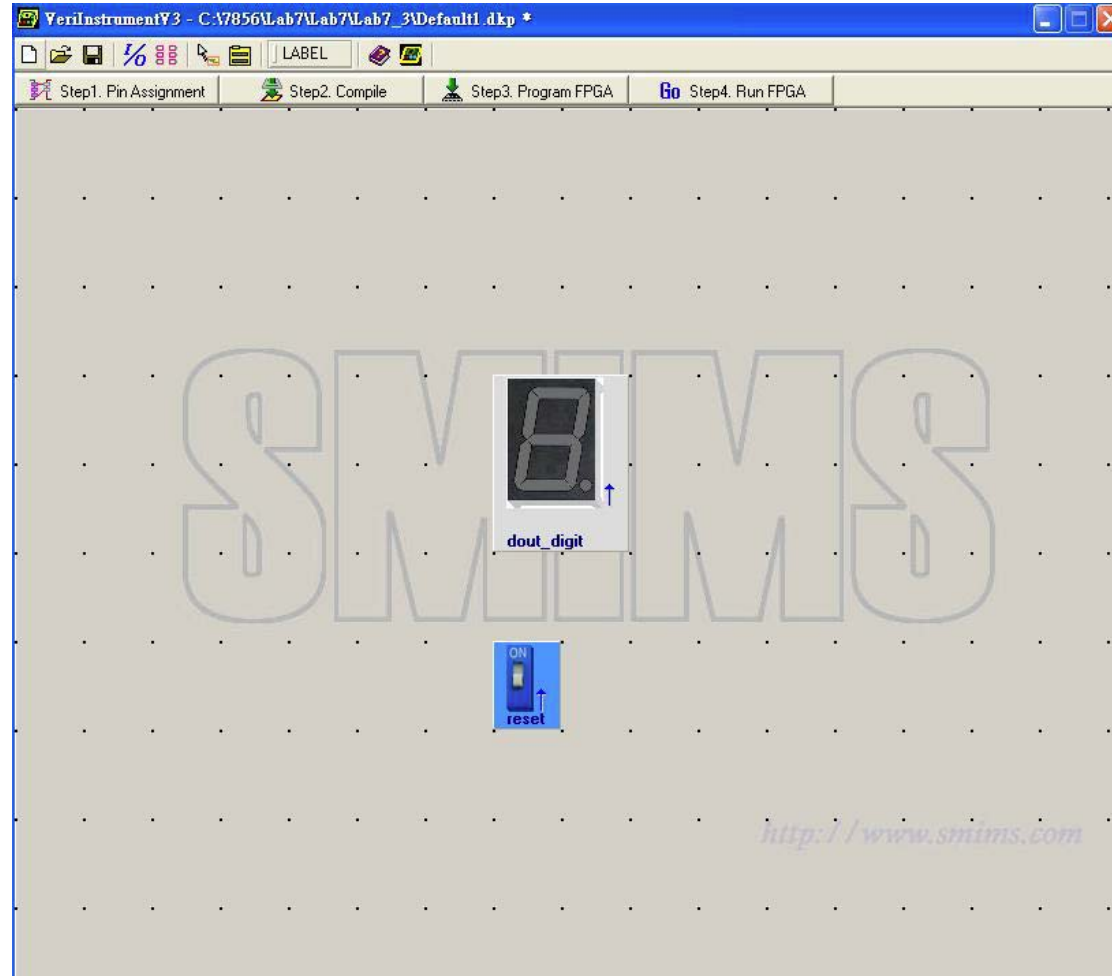 VeriInstrumentV3 - C:\7856\Lab7\Lab7\Lab7_3\Default1.dkp *
I/O LABEL
Step1. Pin Assignment Step2. Compile Step3. Program FPGA Go Step4. Run FPGA
SMIMS
dout_digit
ON
reset
http://www.smims.com